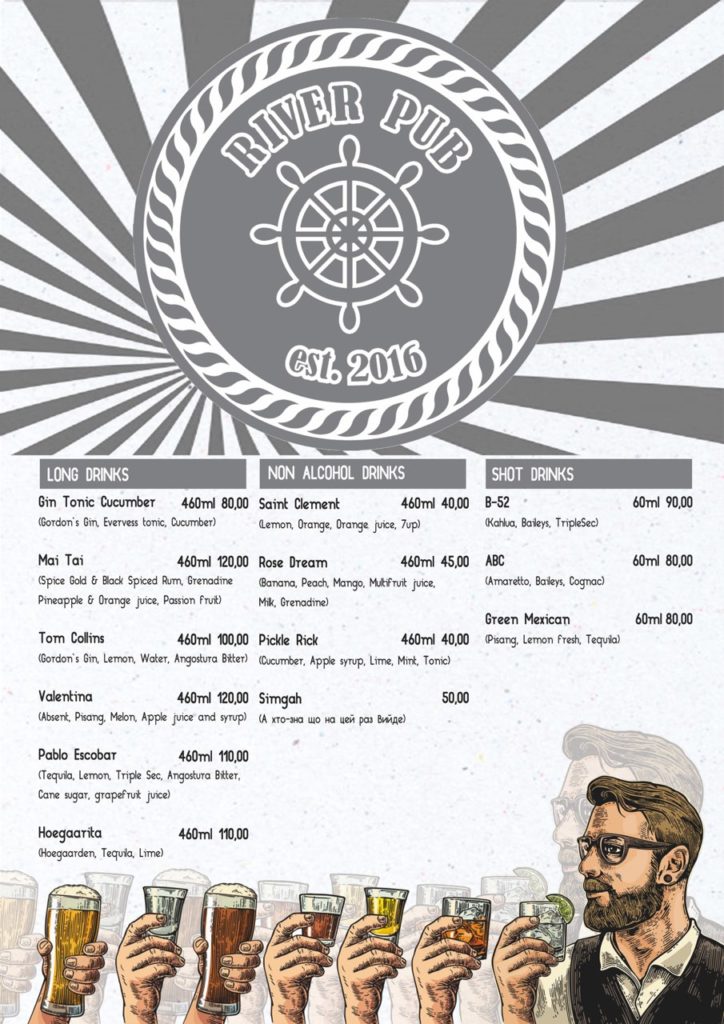 RIVER PUB
est. 2016
LONG DRINKS
Gin Tonic Cucumber 460ml 80,00
(Gordon's Gin, Evervess tonic, Cucumber)
Mai Tai 460ml 120,00
(Spice Gold & Black Spiced Rum, Grenadine
Pineapple & Orange juice, Passion fruit)
Tom Collins 460ml 100,00
(Gordon's Gin, Lemon, Water, Angostura Bitter)
Valentina 460ml 120,00
(Absent, Pisang, Melon, Apple juice and syrup)
Pablo Escobar 460ml 110,00
(Tequila, Lemon, Triple Sec, Angostura Bitter,
Cane sugar, grapefruit juice)
Hoegaarita 460ml 110,00
(Hoegaarden, Tequila, Lime)
NON ALCOHOL DRINKS
Saint Clement 460ml 40,00
(Lemon, Orange, Orange juice, 7up)
Rose Dream 460ml 45,00
(Banana, Peach, Mango, Multifruit juice,
Milk, Grenadine)
Pickle Rick 460ml 40,00
(Cucumber, Apple syrup, Lime, Mint, Tonic)
Simgah 50,00
(А хто-зна що на цей раз Вийде)
SHOT DRINKS
B-52 60ml 90,00
(Kahlua, Baileys, TripleSec)
ABC 60ml 80,00
(Amaretto, Baileys, Cognac)
Green Mexican 60ml 80,00
(Pisang, Lemon fresh, Tequila)